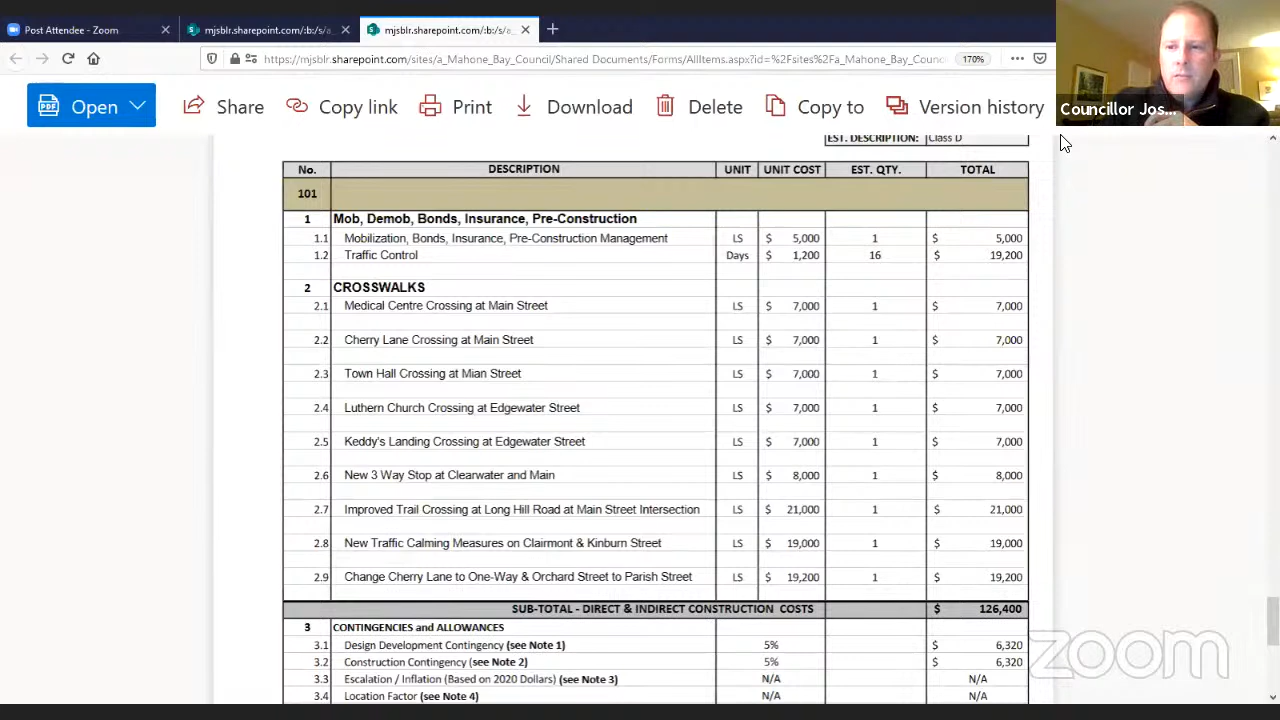 Post Attendee - Zoom
mjsblr.sharepoint.com/:b:/s/a_
mjsblr.sharepoint.com/:b:/s/a_
https://mjsblr.sharepoint.com/sites/a_Mahone_Bay_Council/Shared Documents/Forms/AllItems.aspx?id=%2Fsites%2Fa_Mahone_Bay_Counc
170%
Councillor Jos...
PDF Open
Share
Copy link
Print
Download
Delete
Copy to
Version history
EST. DESCRIPTION: Class D
No. DESCRIPTION UNIT UNIT COST EST. QTY. TOTAL
101
1 Mob, Demob, Bonds, Insurance, Pre-Construction
1.1 Mobilization, Bonds, Insurance, Pre-Construction Management LS $ 5,000 1 $ 5,000
1.2 Traffic Control Days $ 1,200 16 $ 19,200
2 CROSSWALKS
2.1 Medical Centre Crossing at Main Street LS $ 7,000 1 $ 7,000
2.2 Cherry Lane Crossing at Main Street LS $ 7,000 1 $ 7,000
2.3 Town Hall Crossing at Mian Street LS $ 7,000 1 $ 7,000
2.4 Luthern Church Crossing at Edgewater Street LS $ 7,000 1 $ 7,000
2.5 Keddy's Landing Crossing at Edgewater Street LS $ 7,000 1 $ 7,000
2.6 New 3 Way Stop at Clearwater and Main LS $ 8,000 1 $ 8,000
2.7 Improved Trail Crossing at Long Hill Road at Main Street Intersection LS $ 21,000 1 $ 21,000
2.8 New Traffic Calming Measures on Clairmont & Kinburn Street LS $ 19,000 1 $ 19,000
2.9 Change Cherry Lane to One-Way & Orchard Street to Parish Street LS $ 19,200 1 $ 19,200
SUB-TOTAL - DIRECT & INDIRECT CONSTRUCTION COSTS $ 126,400
3 CONTINGENCIES and ALLOWANCES
3.1 Design Development Contingency (see Note 1) 5% $ 6,320
3.2 Construction Contingency (see Note 2) 5% $ 6,320
3.3 Escalation / Inflation (Based on 2020 Dollars) (see Note 3) N/A N/A
3.4 Location Factor (see Note 4) N/A N/A
zoom